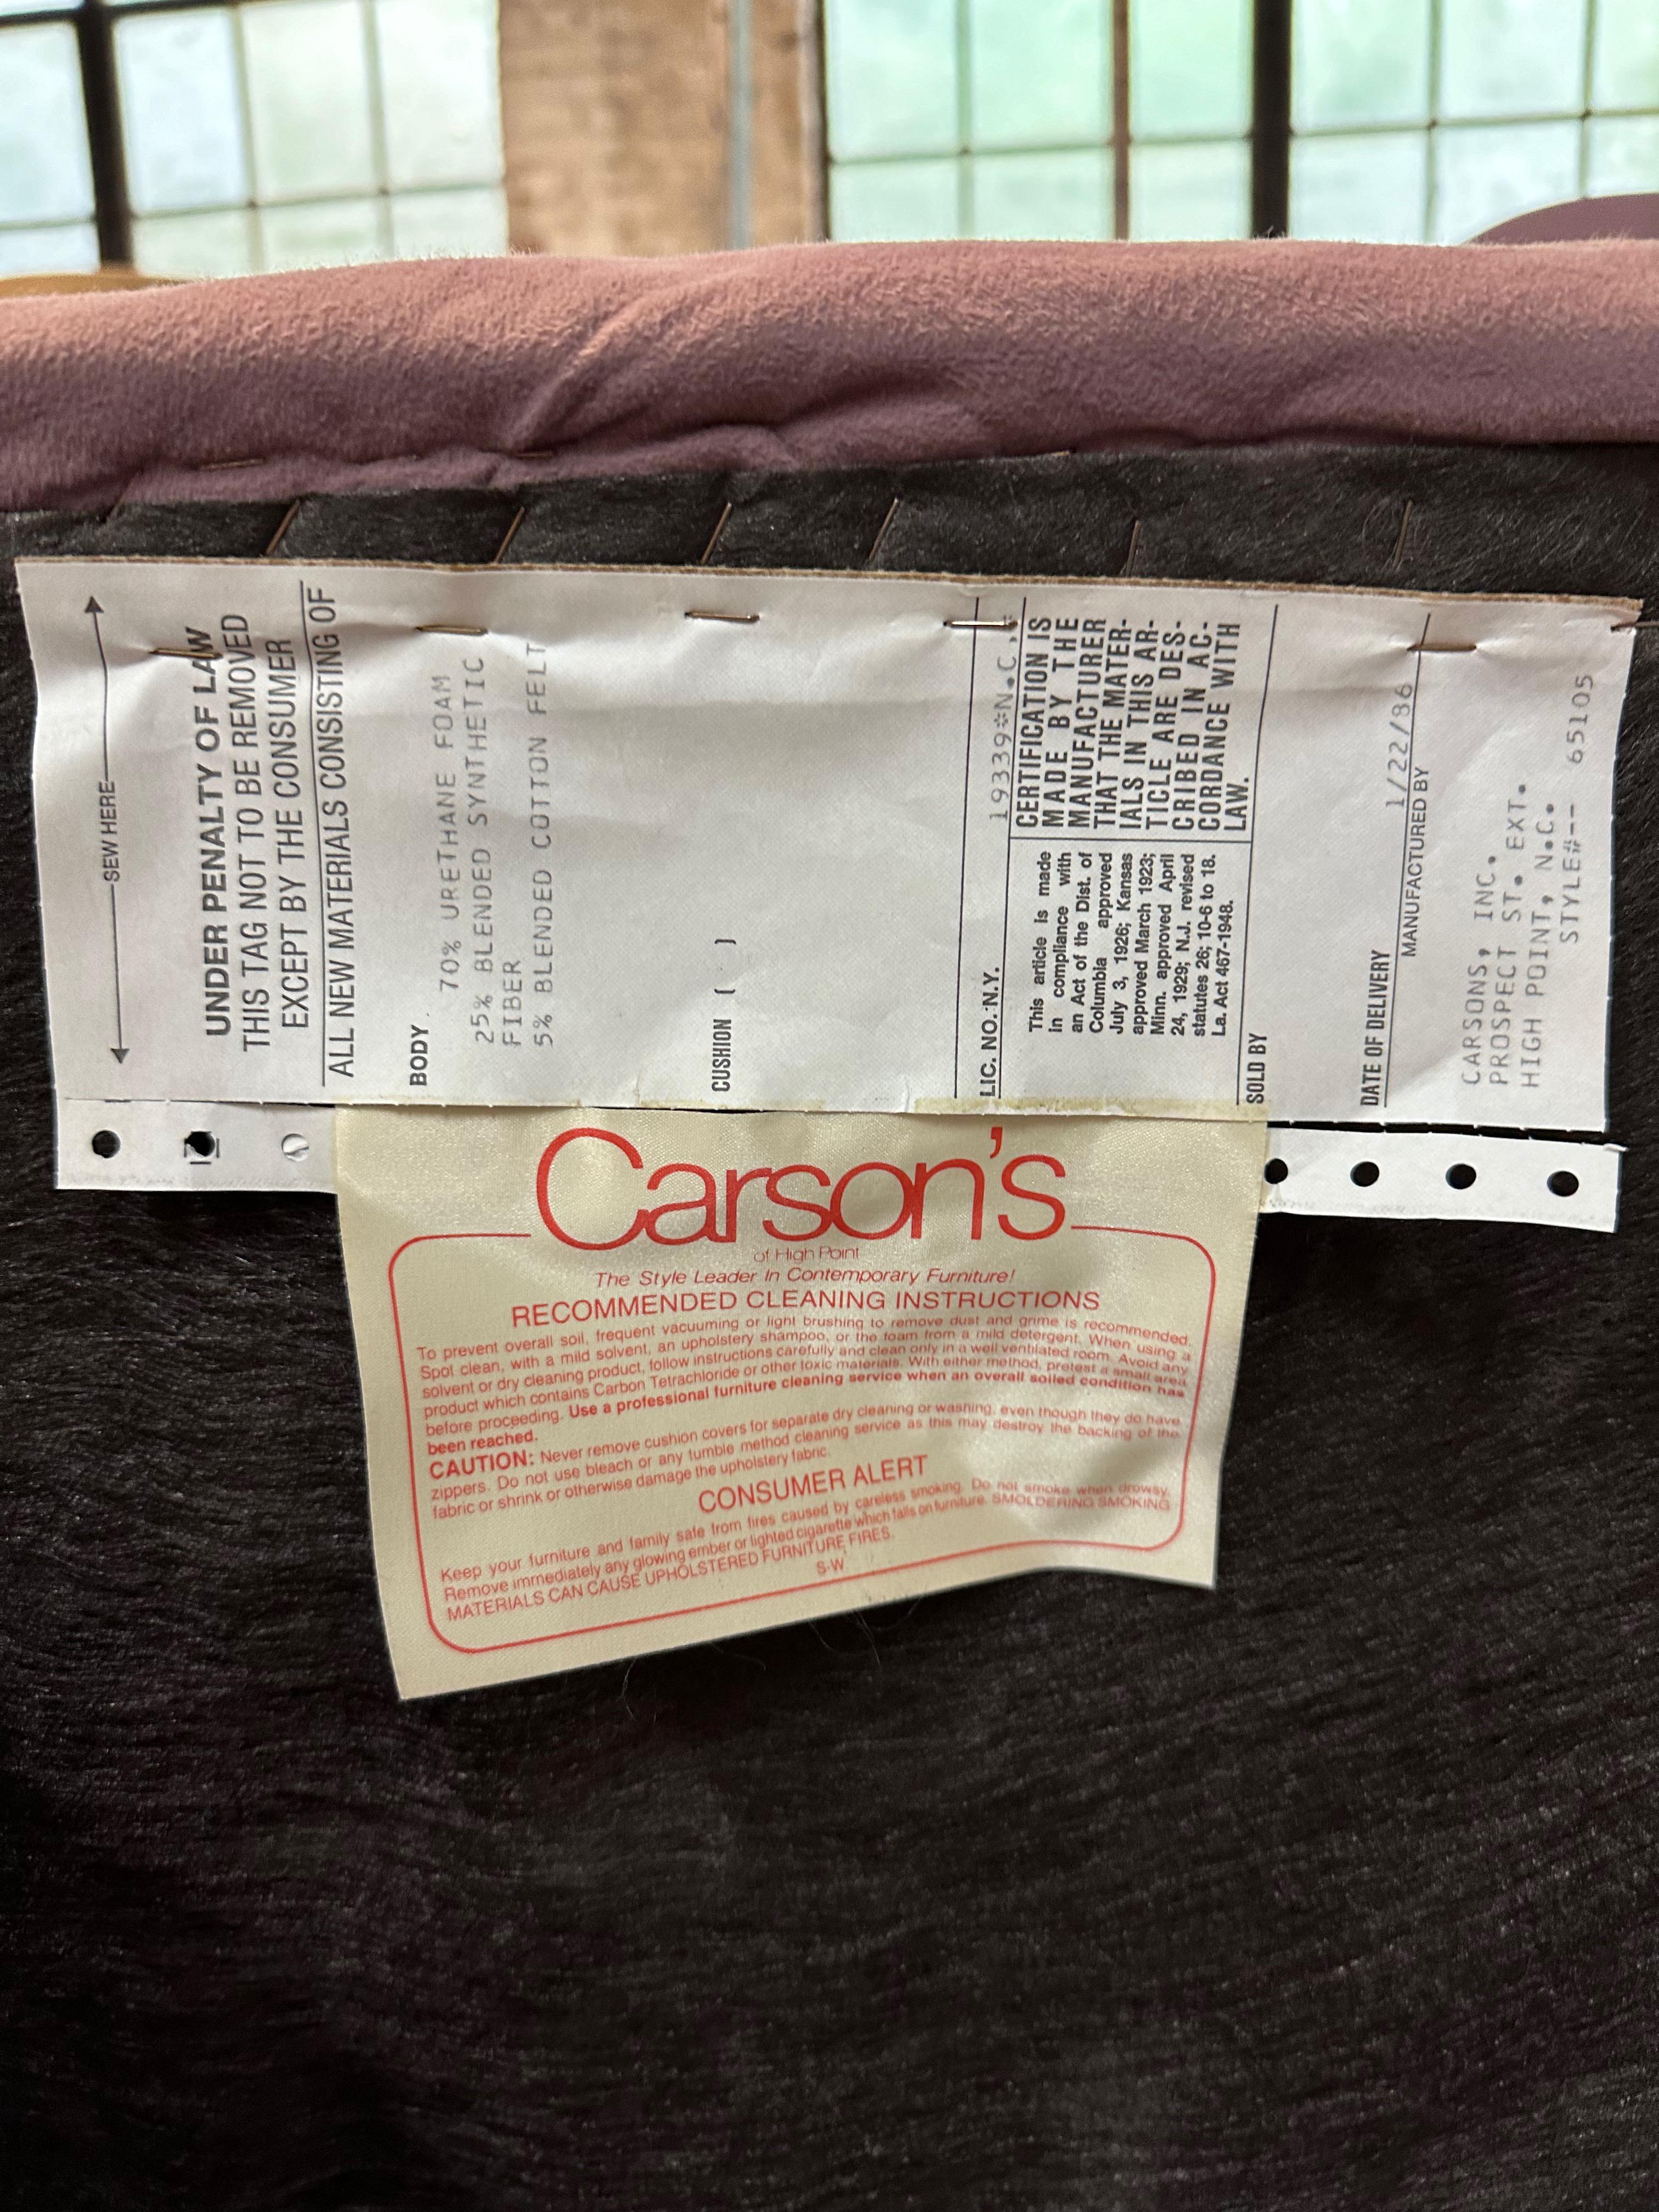 SEW HERE
UNDER PENALTY OF LAW
THIS TAG NOT TO BE REMOVED
EXCEPT BY THE CONSUMER
ALL NEW MATERIALS CONSISTING OF
BODY
70% URETHANE FOAM
25% BLENDED SYNTHETIC
FIBER
5% BLENDED COTTON FELT
CUSHION ( )
LIC. NO.:N.Y. 19339*N.C.
This article is made
in compliance with
an Act of the Dist. of
Columbia approved
July 3, 1926; Kansas
approved March 1923;
Minn. approved April
24, 1929; N.J. revised
statutes 26; 10-6 to 18.
La. Act 467-1948.
CERTIFICATION IS
MADE BY THE
MANUFACTURER
THAT THE MATER-
IALS IN THIS AR-
TICLE ARE DES-
CRIBED IN AC-
CORDANCE WITH
LAW.
SOLD BY
DATE OF DELIVERY 1/22/86
MANUFACTURED BY
CARSONS, INC.
PROSPECT ST. EXT.
HIGH POINT, N.C.
STYLE#-- 65105
Carson's
of High Point
The Style Leader In Contemporary Furniture!
RECOMMENDED CLEANING INSTRUCTIONS
To prevent overall soil, frequent vacuuming or light brushing to remove dust and grime is recommended.
Spot clean, with a mild solvent, an upholstery shampoo, or the foam from a mild detergent. When using a
solvent or dry cleaning product, follow instructions carefully and clean only in a well ventilated room. Avoid any
product which contains Carbon Tetrachloride or other toxic materials. With either method, pretest a small area
before proceeding. Use a professional furniture cleaning service when an overall soiled condition has
been reached.
CAUTION: Never remove cushion covers for separate dry cleaning or washing, even though they do have
zippers. Do not use bleach or any tumble method cleaning service as this may destroy the backing of the
fabric or shrink or otherwise damage the upholstery fabric.
CONSUMER ALERT
Keep your furniture and family safe from fires caused by careless smoking. Do not smoke when drowsy.
Remove immediately any glowing ember or lighted cigarette which falls on furniture. SMOLDERING SMOKING
MATERIALS CAN CAUSE UPHOLSTERED FURNITURE FIRES.
S-W